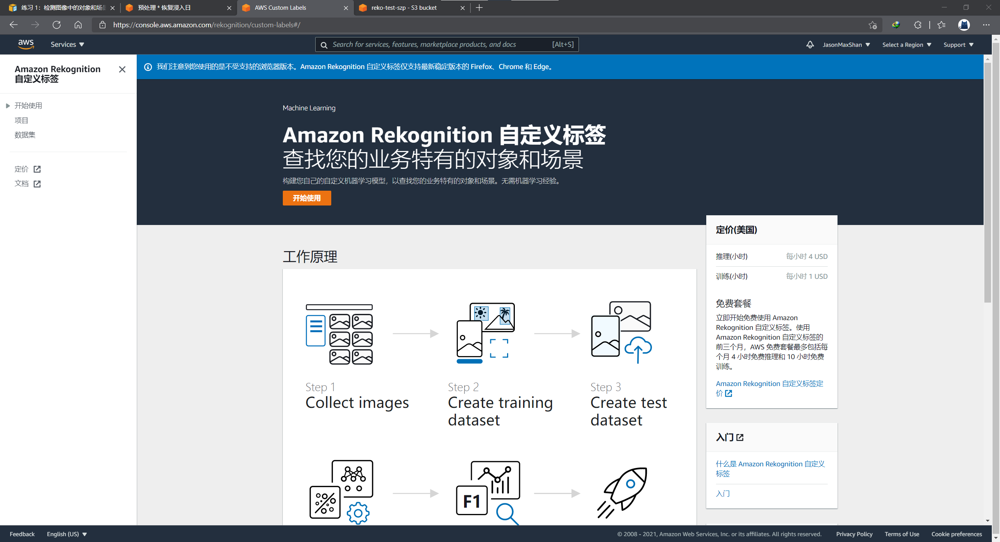 练习 1：检测图像中的对象和场景
预处理 * 恢复浸入日
AWS Custom Labels
reko-test-szp - S3 bucket
https://console.aws.amazon.com/rekognition/custom-labels#/
aws
Services
Search for services, features, marketplace products, and docs
[Alt+S]
JasonMaxShan
Select a Region
Support
Amazon Rekognition
自定义标签
开始使用
项目
数据集
定价
文档
我们注意到您使用的是不受支持的浏览器版本。Amazon Rekognition 自定义标签仅支持最新稳定版本的 Firefox、Chrome 和 Edge。
Machine Learning
Amazon Rekognition 自定义标签
查找您的业务特有的对象和场景
构建您自己的自定义机器学习模型，以查找您的业务特有的对象和场景。无需机器学习经验。
开始使用
工作原理
Step 1
Collect images
Step 2
Create training
dataset
Step 3
Create test
dataset
F1
定价(美国)
推理(小时) 每小时 4 USD
训练(小时) 每小时 1 USD
免费套餐
立即开始免费使用 Amazon
Rekognition 自定义标签。使用
Amazon Rekognition 自定义标签的
前三个月，AWS 免费套餐最多包括每
个月 4 小时免费推理和 10 小时免费
训练。
Amazon Rekognition 自定义标签定
价
入门
什么是 Amazon Rekognition 自定义
标签
入门
Feedback
English (US)
© 2008 - 2021, Amazon Web Services, Inc. or its affiliates. All rights reserved.
Privacy Policy
Terms of Use
Cookie preferences